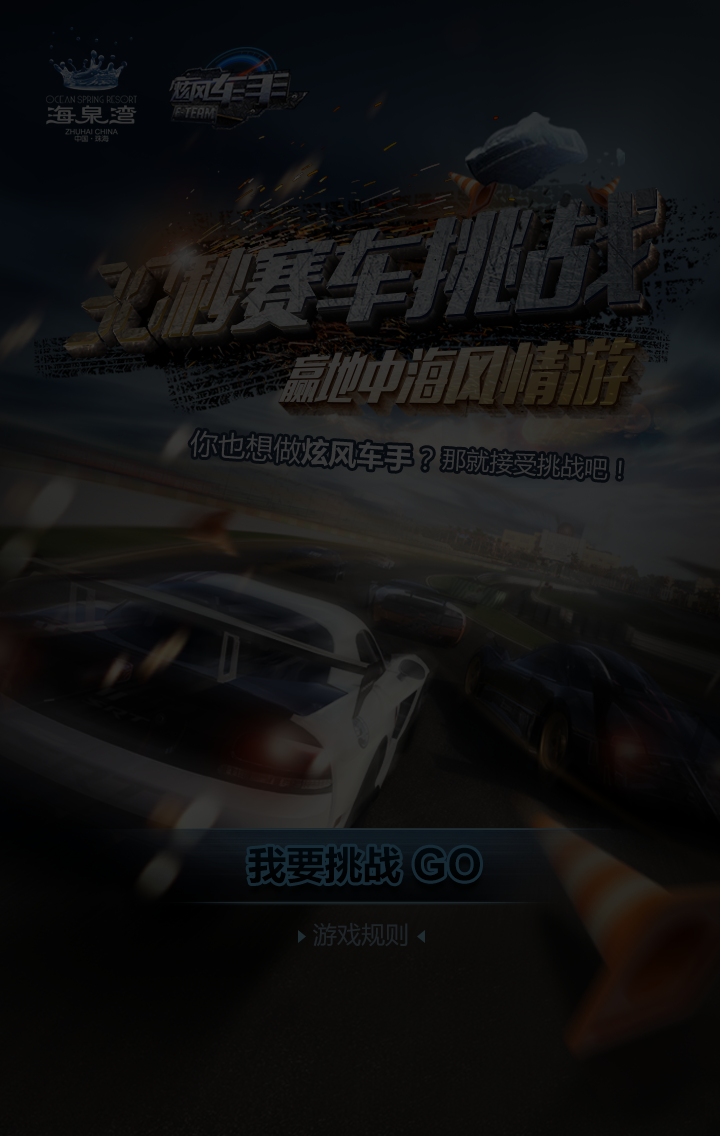 OCEAN SPRING RESORT
海泉湾
ZHUHAI CHINA
中国·珠海
炫风车手
F-TEAM
秒赛车挑战
赢地中海风情游
你也想做炫风车手？那就接受挑战吧！
我要挑战 GO
游戏规则